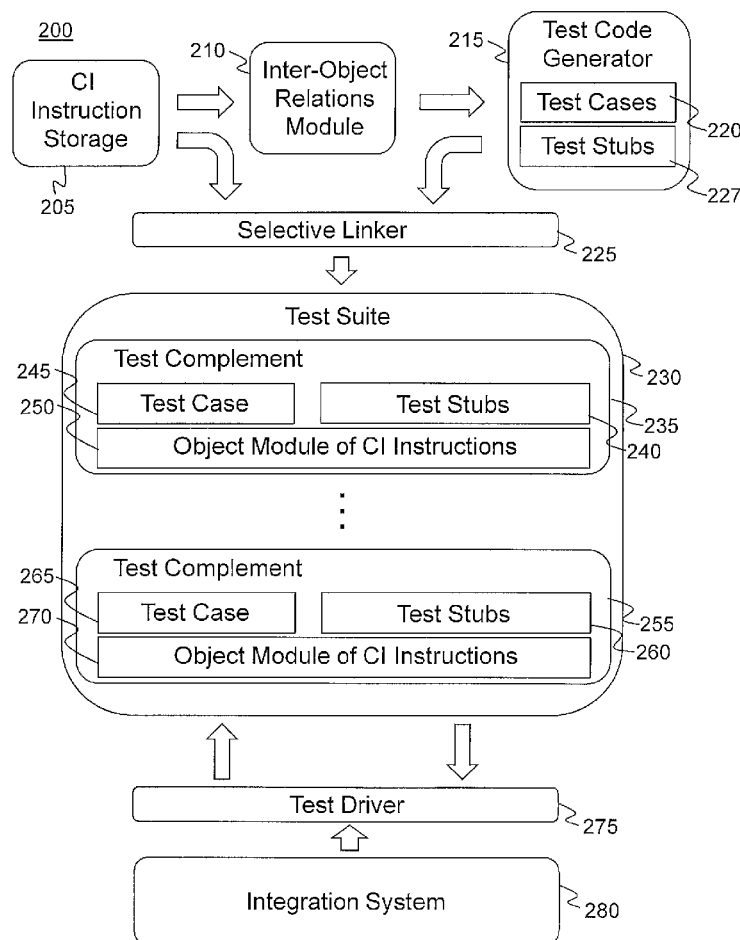 200
CI
Instruction
Storage
205
210
Inter-Object
Relations
Module
215
Test Code
Generator
Test Cases
220
Test Stubs
227
Selective Linker
225
Test Suite
230
Test Complement
235
245
Test Case
Test Stubs
240
250
Object Module of CI Instructions
Test Complement
255
265
Test Case
Test Stubs
260
270
Object Module of CI Instructions
Test Driver
275
Integration System
280